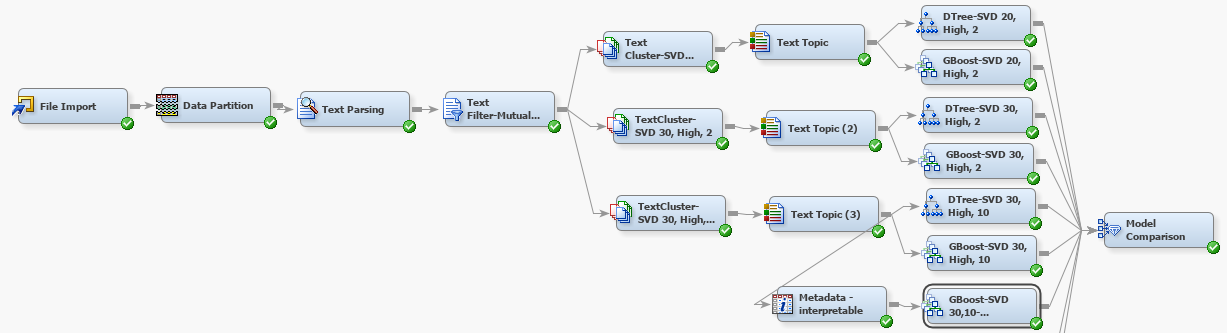 File Import
Data Partition
Text Parsing
Text
Filter-Mutual...
Text
Cluster-SVD...
Text Topic
DTree-SVD 20,
High, 2
GBoost-SVD 20,
High, 2
TextCluster-
SVD 30, High, 2
Text Topic (2)
DTree-SVD 30,
High, 2
GBoost-SVD 30,
High, 2
TextCluster-
SVD 30, High,...
Text Topic (3)
DTree-SVD 30,
High, 10
GBoost-SVD 30,
High, 10
Metadata -
interpretable
GBoost-SVD
30,10-...
Model
Comparison